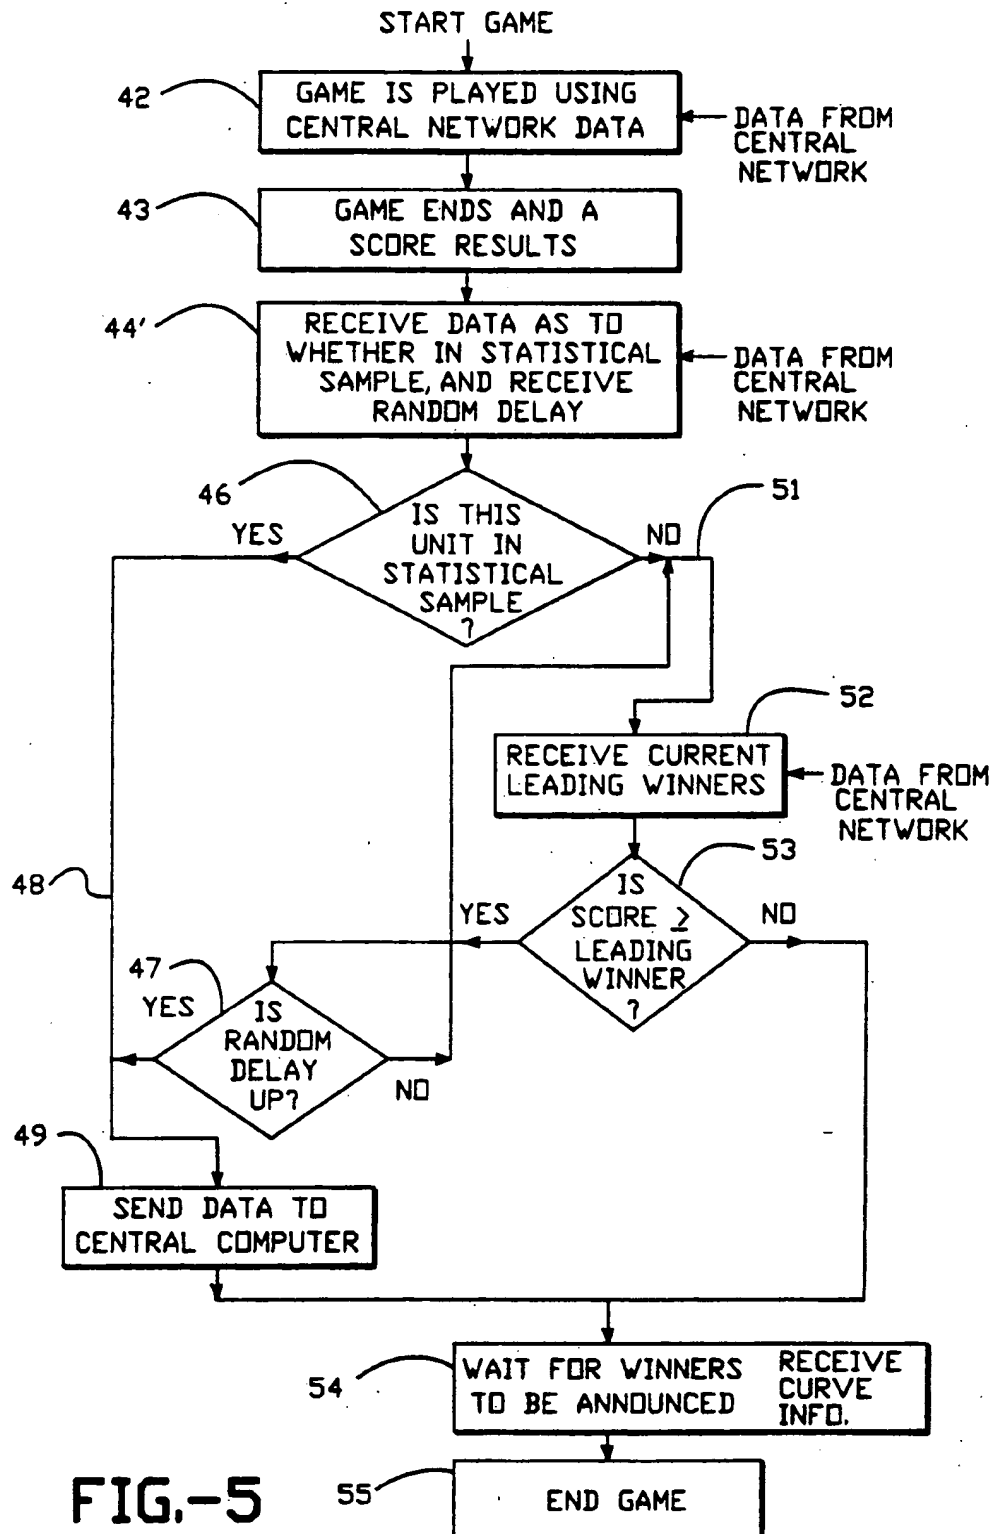 START GAME
42
GAME IS PLAYED USING
CENTRAL NETWORK DATA
DATA FROM
CENTRAL
NETWORK
43
GAME ENDS AND A
SCORE RESULTS
44'
RECEIVE DATA AS TO
WHETHER IN STATISTICAL
SAMPLE, AND RECEIVE
RANDOM DELAY
DATA FROM
CENTRAL
NETWORK
46
IS THIS
UNIT IN
STATISTICAL
SAMPLE
?
YES
NO
51
52
RECEIVE CURRENT
LEADING WINNERS
DATA FROM
CENTRAL
NETWORK
53
IS
SCORE ≥
LEADING
WINNER
?
YES
NO
48
47
YES
IS
RANDOM
DELAY
UP?
NO
49
SEND DATA TO
CENTRAL COMPUTER
54
WAIT FOR WINNERS
TO BE ANNOUNCED
RECEIVE
CURVE
INFO.
55
END GAME
FIG.-5